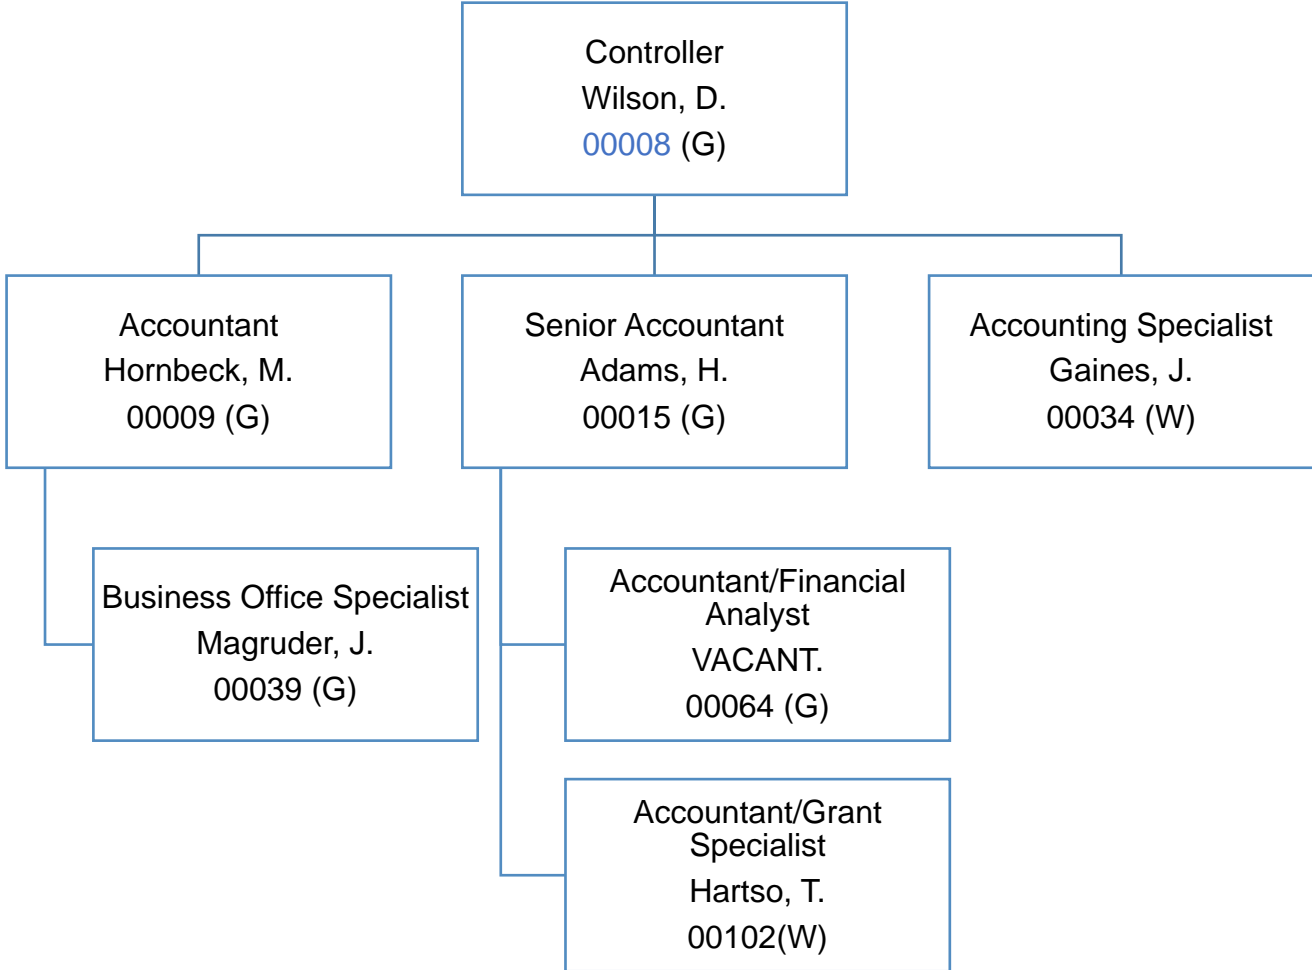 Controller
Wilson, D.
00008 (G)
Accountant
Hornbeck, M.
00009 (G)
Senior Accountant
Adams, H.
00015 (G)
Accounting Specialist
Gaines, J.
00034 (W)
Business Office Specialist
Magruder, J.
00039 (G)
Accountant/Financial
Analyst
VACANT.
00064 (G)
Accountant/Grant
Specialist
Hartso, T.
00102(W)